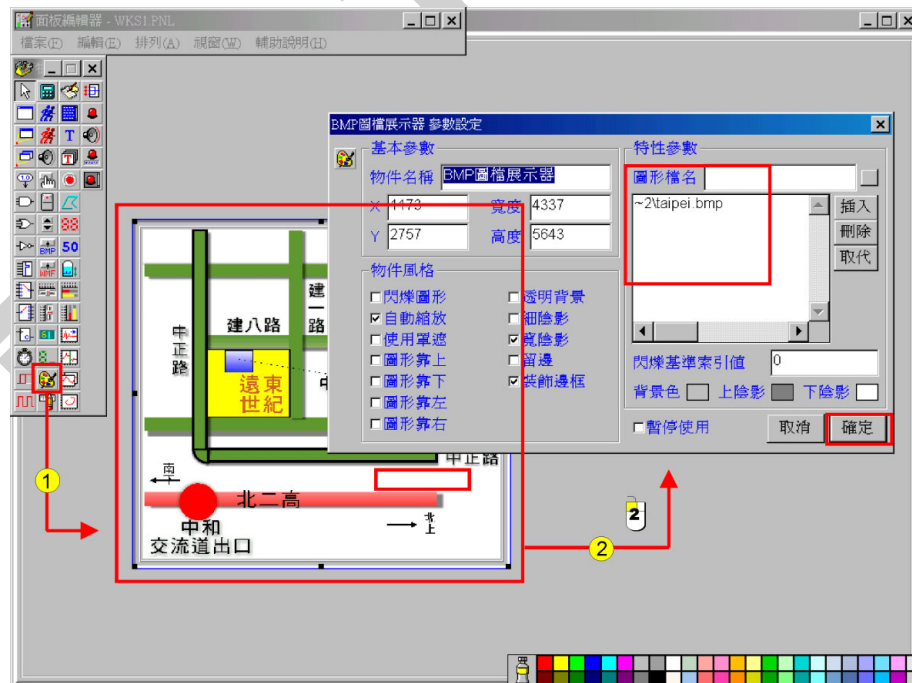 面板編輯器 - WKS1.PNL
檔案(F) 編輯(E) 排列(A) 視窗(W) 輔助說明(H)
T
T
88
BMP 50
WMF
1
BMP圖檔展示器 參數設定
基本參數
物件名稱 BMP圖檔展示器
X 1473 寬度 4337
Y 2757 高度 5643
物件風格
閃爍圖形 透明背景
自動縮放 細陰影
使用罩遮 寬陰影
圖形靠上 留邊
圖形靠下 裝飾邊框
圖形靠左
圖形靠右
特性參數
圖形檔名
~2\taipei.bmp
插入
刪除
取代
閃爍基準索引值 0
背景色 上陰影 下陰影
暫停使用 取消 確定
建一路
建八路
中正路
遠東
世紀
中
中正路
南下
北二高
北上
中和
交流道出口
2
2